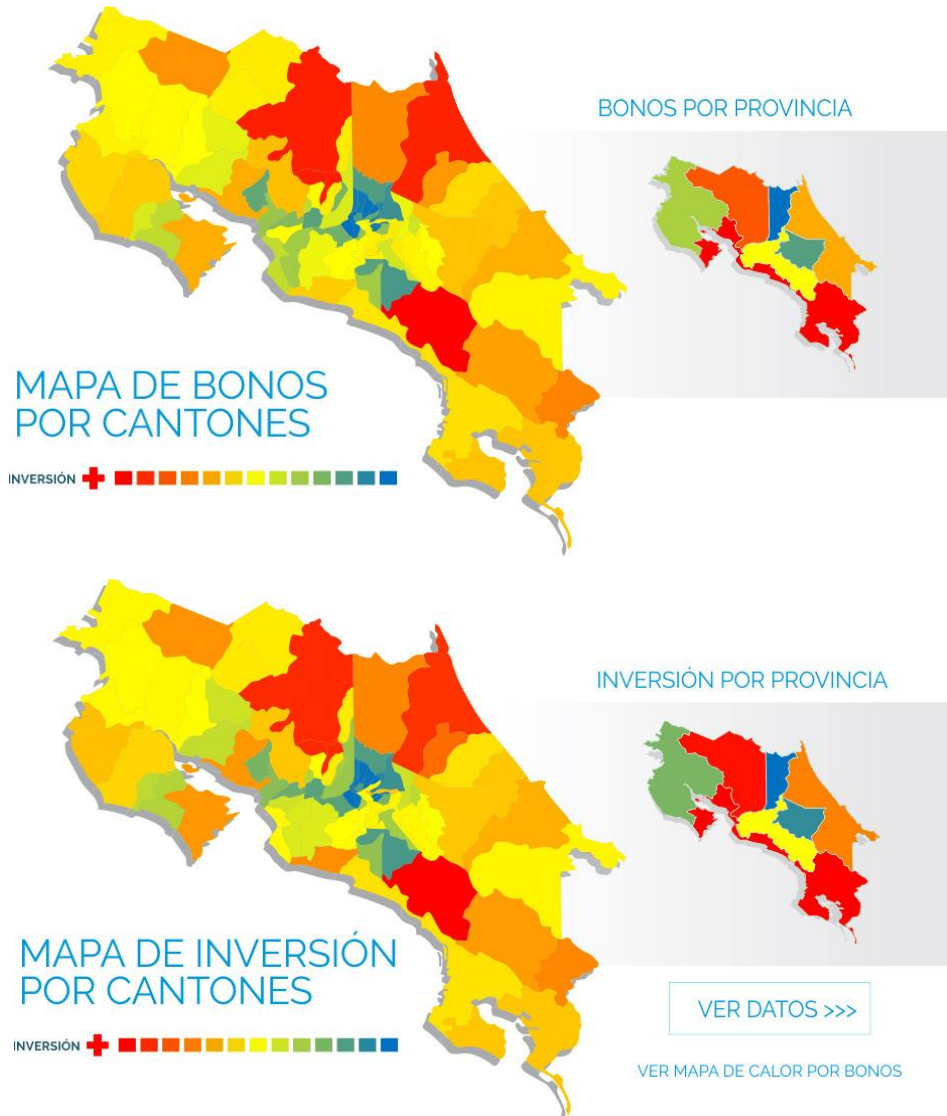 BONOS POR PROVINCIA
MAPA DE BONOS
POR CANTONES
INVERSIÓN
INVERSIÓN POR PROVINCIA
MAPA DE INVERSIÓN
POR CANTONES
INVERSIÓN
VER DATOS >>>
VER MAPA DE CALOR POR BONOS